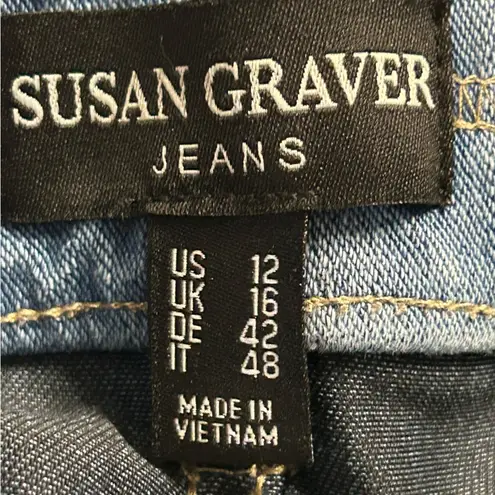 SUSAN GRAVER
JEANS
US 12
UK 16
DE 42
IT 48
MADE IN
VIETNAM